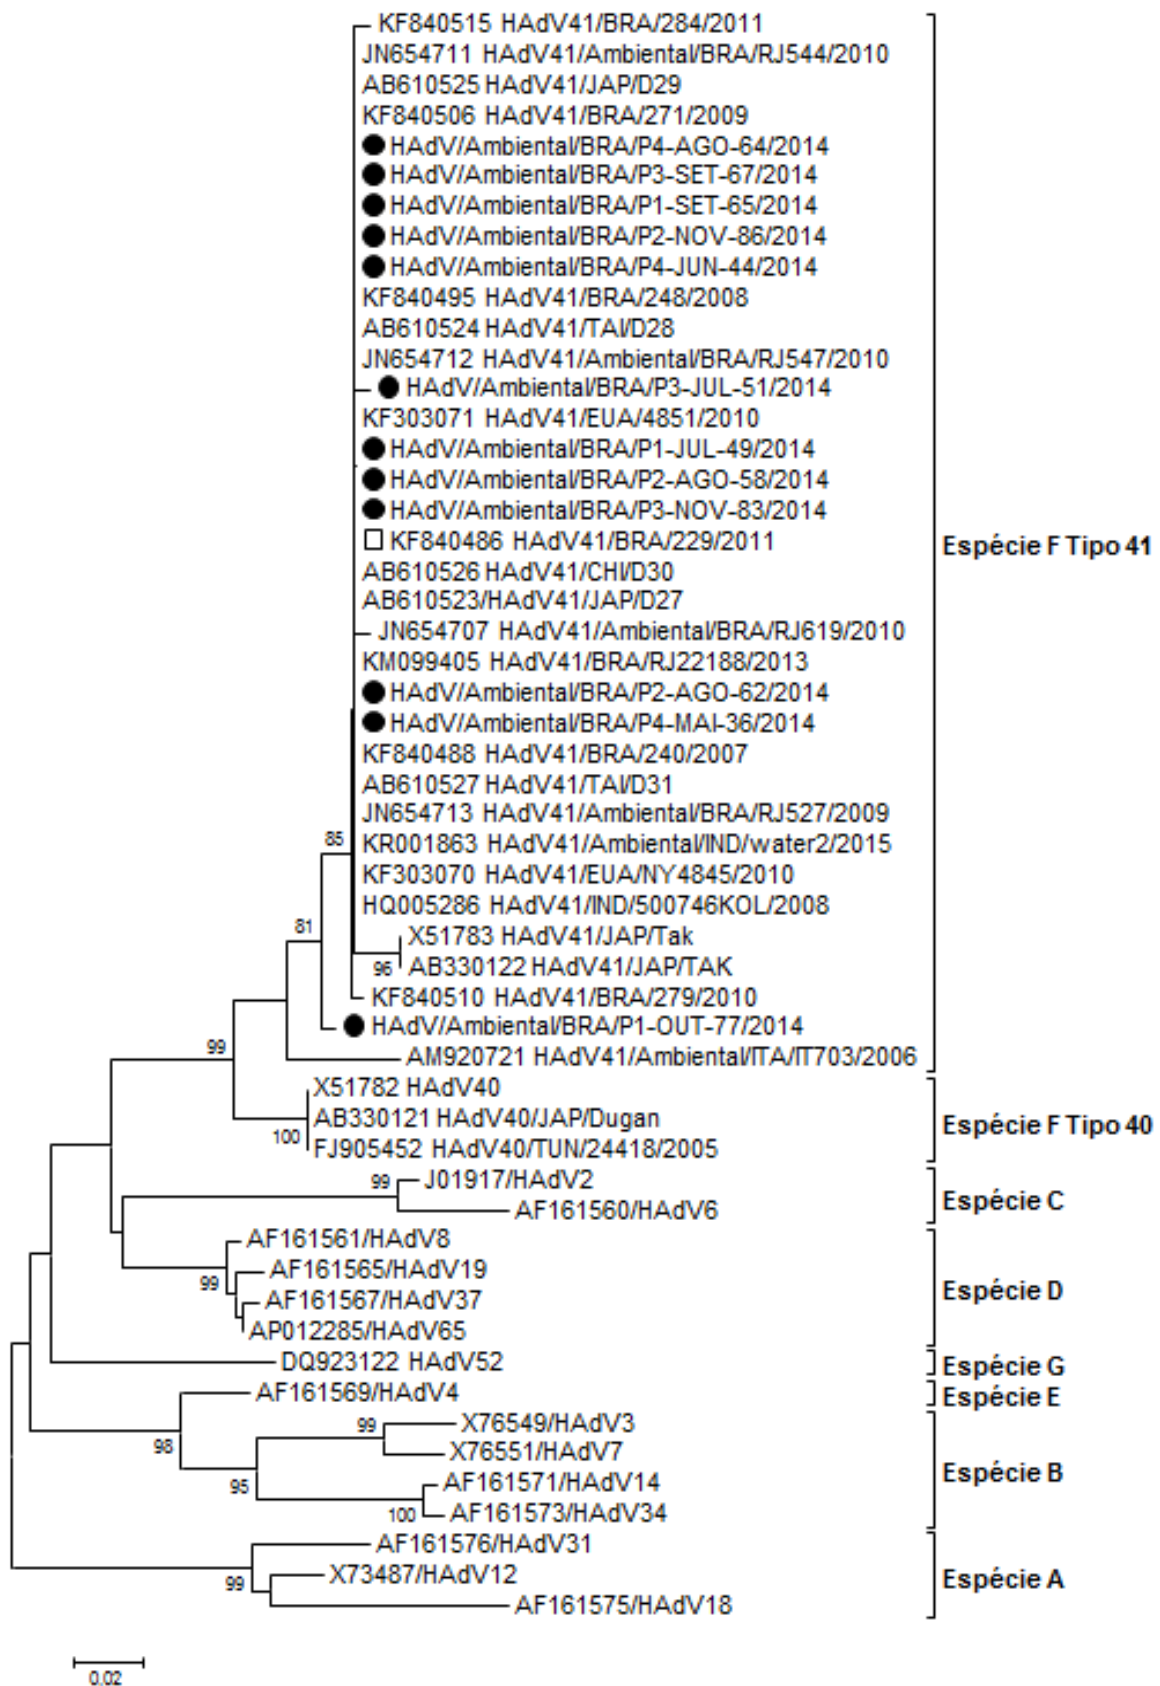 KF840515 HAdV41/BRA/284/2011
JN654711 HAdV41/Ambiental/BRA/RJ544/2010
AB610525 HAdV41/JAP/D29
KF840506 HAdV41/BRA/271/2009
HAdV/Ambiental/BRA/P4-AGO-64/2014
HAdV/Ambiental/BRA/P3-SET-67/2014
HAdV/Ambiental/BRA/P1-SET-65/2014
HAdV/Ambiental/BRA/P2-NOV-86/2014
HAdV/Ambiental/BRA/P4-JUN-44/2014
KF840495 HAdV41/BRA/248/2008
AB610524 HAdV41/TAI/D28
JN654712 HAdV41/Ambiental/BRA/RJ547/2010
HAdV/Ambiental/BRA/P3-JUL-51/2014
KF303071 HAdV41/EUA/4851/2010
HAdV/Ambiental/BRA/P1-JUL-49/2014
HAdV/Ambiental/BRA/P2-AGO-58/2014
HAdV/Ambiental/BRA/P3-NOV-83/2014
KF840486 HAdV41/BRA/229/2011
Espécie F Tipo 41
AB610526 HAdV41/CHI/D30
AB610523/HAdV41/JAP/D27
JN654707 HAdV41/Ambiental/BRA/RJ619/2010
KM099405 HAdV41/BRA/RJ22188/2013
HAdV/Ambiental/BRA/P2-AGO-62/2014
HAdV/Ambiental/BRA/P4-MAI-36/2014
KF840488 HAdV41/BRA/240/2007
AB610527 HAdV41/TAI/D31
JN654713 HAdV41/Ambiental/BRA/RJ527/2009
85
KR001863 HAdV41/Ambiental/IND/water2/2015
KF303070 HAdV41/EUA/NY4845/2010
HQ005286 HAdV41/IND/500746KOL/2008
81
X51783 HAdV41/JAP/Tak
96
AB330122 HAdV41/JAP/TAK
KF840510 HAdV41/BRA/279/2010
HAdV/Ambiental/BRA/P1-OUT-77/2014
99
AM920721 HAdV41/Ambiental/ITA/IT703/2006
X51782 HAdV40
AB330121 HAdV40/JAP/Dugan
Espécie F Tipo 40
100
FJ905452 HAdV40/TUN/24418/2005
99
J01917/HAdV2
Espécie C
AF161560/HAdV6
AF161561/HAdV8
AF161565/HAdV19
99
Espécie D
AF161567/HAdV37
AP012285/HAdV65
DQ923122 HAdV52
Espécie G
AF161569/HAdV4
Espécie E
99
X76549/HAdV3
98
X76551/HAdV7
Espécie B
95
AF161571/HAdV14
100
AF161573/HAdV34
AF161576/HAdV31
X73487/HAdV12
99
Espécie A
AF161575/HAdV18
0.02